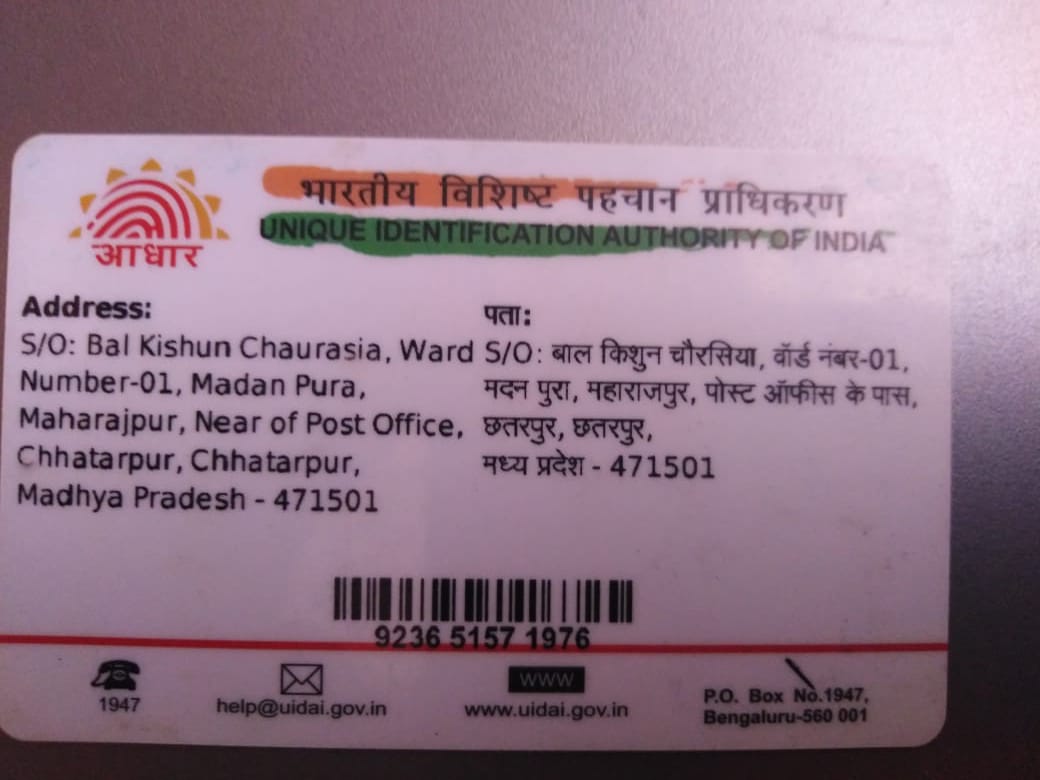 भारतीय विशिष्ट पहचान प्राधिकरण
UNIQUE IDENTIFICATION AUTHORITY OF INDIA
आधार
Address:
S/O: Bal Kishun Chaurasia, Ward
Number-01, Madan Pura,
Maharajpur, Near of Post Office,
Chhatarpur, Chhatarpur,
Madhya Pradesh - 471501
पता:
S/O: बाल किशुन चौरसिया, वॉर्ड नंबर-01,
मदन पुरा, महाराजपुर, पोस्ट ऑफीस के पास,
छतरपुर, छतरपुर,
मध्य प्रदेश - 471501
9236 5157 1976
1947
help@uidai.gov.in
WWW
www.uidai.gov.in
P.O. Box No.1947,
Bengaluru-560 001